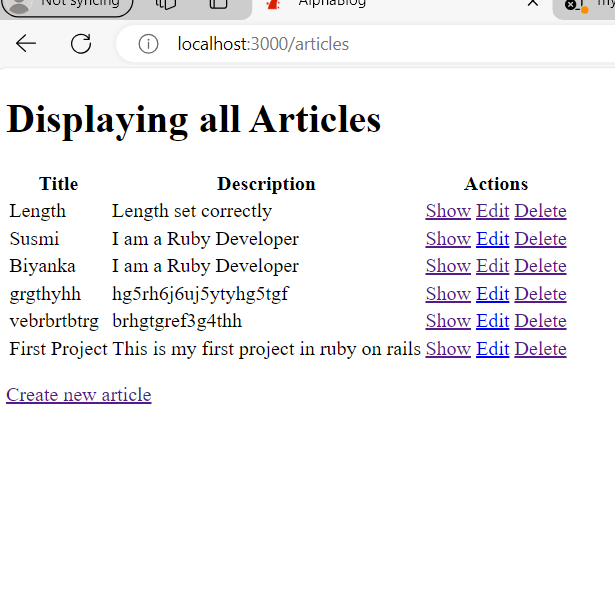 Not syncing
AlphaBlog
localhost:3000/articles
Displaying all Articles
Title Description Actions
Length Length set correctly Show Edit Delete
Susmi I am a Ruby Developer Show Edit Delete
Biyanka I am a Ruby Developer Show Edit Delete
grgthyhh hg5rh6j6uj5ytyhg5tgf Show Edit Delete
vebrbrtbtrg brhgtgref3g4thh Show Edit Delete
First Project This is my first project in ruby on rails Show Edit Delete
Create new article